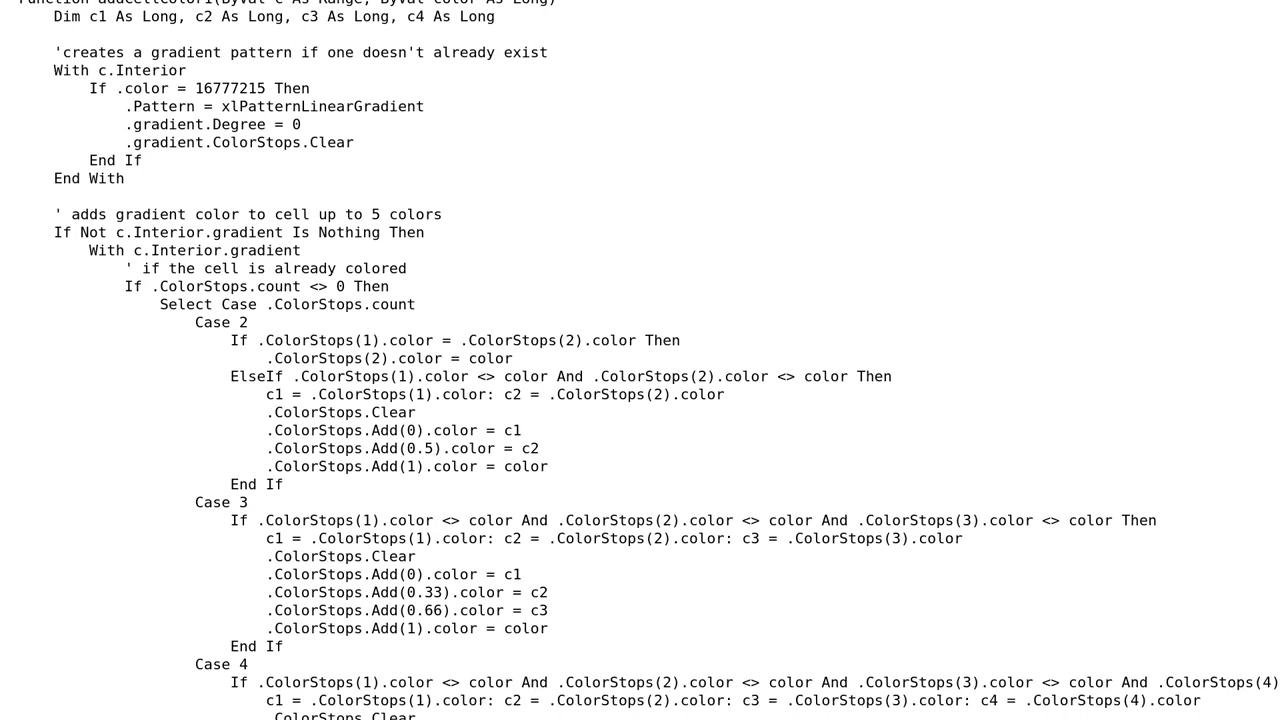 Function addCellColor1(ByVal c As Range, ByVal color As Long)
Dim c1 As Long, c2 As Long, c3 As Long, c4 As Long
'creates a gradient pattern if one doesn't already exist
With c.Interior
If .color = 16777215 Then
.Pattern = xlPatternLinearGradient
.gradient.Degree = 0
.gradient.ColorStops.Clear
End If
End With
' adds gradient color to cell up to 5 colors
If Not c.Interior.gradient Is Nothing Then
With c.Interior.gradient
' if the cell is already colored
If .ColorStops.count <> 0 Then
Select Case .ColorStops.count
Case 2
If .ColorStops(1).color = .ColorStops(2).color Then
.ColorStops(2).color = color
ElseIf .ColorStops(1).color <> color And .ColorStops(2).color <> color Then
c1 = .ColorStops(1).color: c2 = .ColorStops(2).color
.ColorStops.Clear
.ColorStops.Add(0).color = c1
.ColorStops.Add(0.5).color = c2
.ColorStops.Add(1).color = color
End If
Case 3
If .ColorStops(1).color <> color And .ColorStops(2).color <> color And .ColorStops(3).color <> color Then
c1 = .ColorStops(1).color: c2 = .ColorStops(2).color: c3 = .ColorStops(3).color
.ColorStops.Clear
.ColorStops.Add(0).color = c1
.ColorStops.Add(0.33).color = c2
.ColorStops.Add(0.66).color = c3
.ColorStops.Add(1).color = color
End If
Case 4
If .ColorStops(1).color <> color And .ColorStops(2).color <> color And .ColorStops(3).color <> color And .ColorStops(4)
c1 = .ColorStops(1).color: c2 = .ColorStops(2).color: c3 = .ColorStops(3).color: c4 = .ColorStops(4).color
.ColorStops.Clear